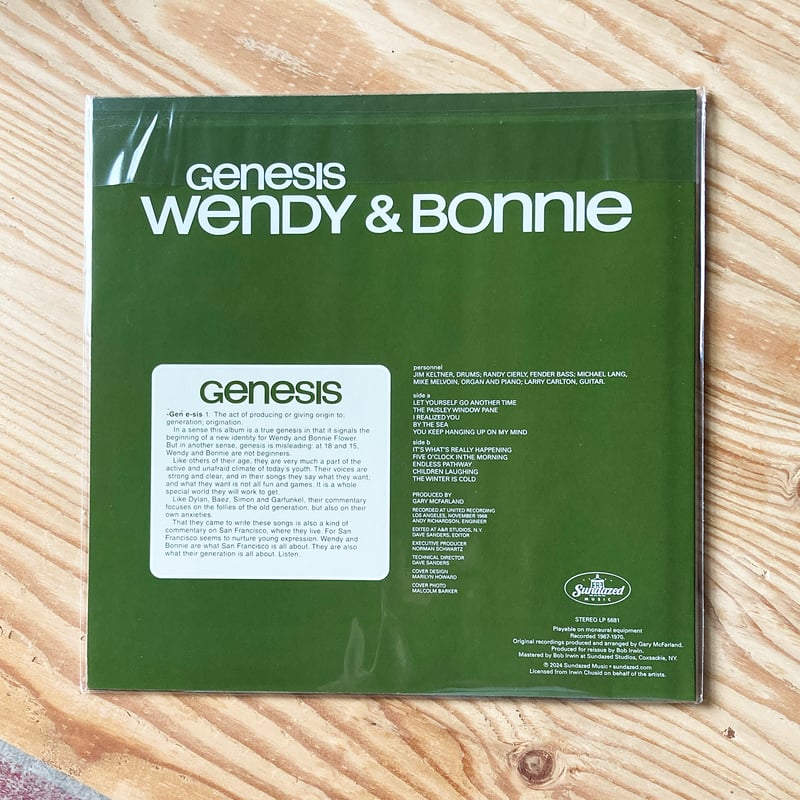 Genesis
Wendy & Bonnie
Genesis
-Gen e-sis 1. The act of producing or giving origin to;
generation; origination.
In a sense this album is a true genesis in that it signals the
beginning of a new identity for Wendy and Bonnie Flower.
But in another sense, genesis is misleading: at 18 and 15,
Wendy and Bonnie are not beginners.
Like others of their age, they are very much a part of the
active and unafraid climate of today's youth. Their voices are
strong and clear, and in their songs they say what they want;
and what they want is not all fun and games. It is a whole
special world they will work to get.
Like Dylan, Baez, Simon and Garfunkel, their commentary
focuses on the follies of the old generation, but also on their
own anxieties
That they came to write these songs is also a kind of
commentary on San Francisco, where they live. For San
Francisco seems to nurture young expression. Wendy and
Bonnie are what San Francisco is all about. They are also
what their generation is all about. Listen.
personnel
JIM KELTNER, DRUMS; RANDY CIERLY, FENDER BASS; MICHAEL LANG,
MIKE MELVOIN, ORGAN AND PIANO; LARRY CARLTON, GUITAR.
side a
LET YOURSELF GO ANOTHER TIME
THE PAISLEY WINDOW PANE
I REALIZED YOU
BY THE SEA
YOU KEEP HANGING UP ON MY MIND
side b
IT'S WHAT'S REALLY HAPPENING
FIVE O'CLOCK IN THE MORNING
ENDLESS PATHWAY
CHILDREN LAUGHING
THE WINTER IS COLD
PRODUCED BY
GARY MCFARLAND
RECORDED AT UNITED RECORDING
LOS ANGELES, NOVEMBER 1968
ANDY RICHARDSON, ENGINEER
EDITED AT A&R STUDIOS, N.Y.
DAVE SANDERS, EDITOR
EXECUTIVE PRODUCER
NORMAN SCHWARTZ
TECHNICAL DIRECTOR
DAVE SANDERS
COVER DESIGN
MARILYN HOWARD
COVER PHOTO
MALCOLM BARKER
Sundazed
MUSIC
STEREO LP 5681
Playable on monaural equipment
Recorded 1967-1970.
Original recordings produced and arranged by Gary McFarland.
Produced for reissue by Bob Irwin.
Mastered by Bob Irwin at Sundazed Studios, Coxsackie, NY.
℗ 2024 Sundazed Music • sundazed.com
Licensed from Irwin Chusid on behalf of the artists.